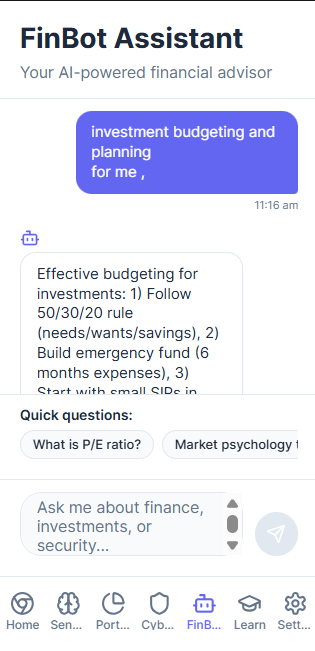 FinBot Assistant
Your AI-powered financial advisor
investment budgeting and
planning
for me ,
11:16 am
Effective budgeting for
investments: 1) Follow
50/30/20 rule
(needs/wants/savings), 2)
Build emergency fund (6
months expenses), 3)
Start with small SIPs in
Quick questions:
What is P/E ratio?
Market psychology t
Ask me about finance,
investments, or
security...
Home Sen... Port... Cyb... FinB... Learn Sett...